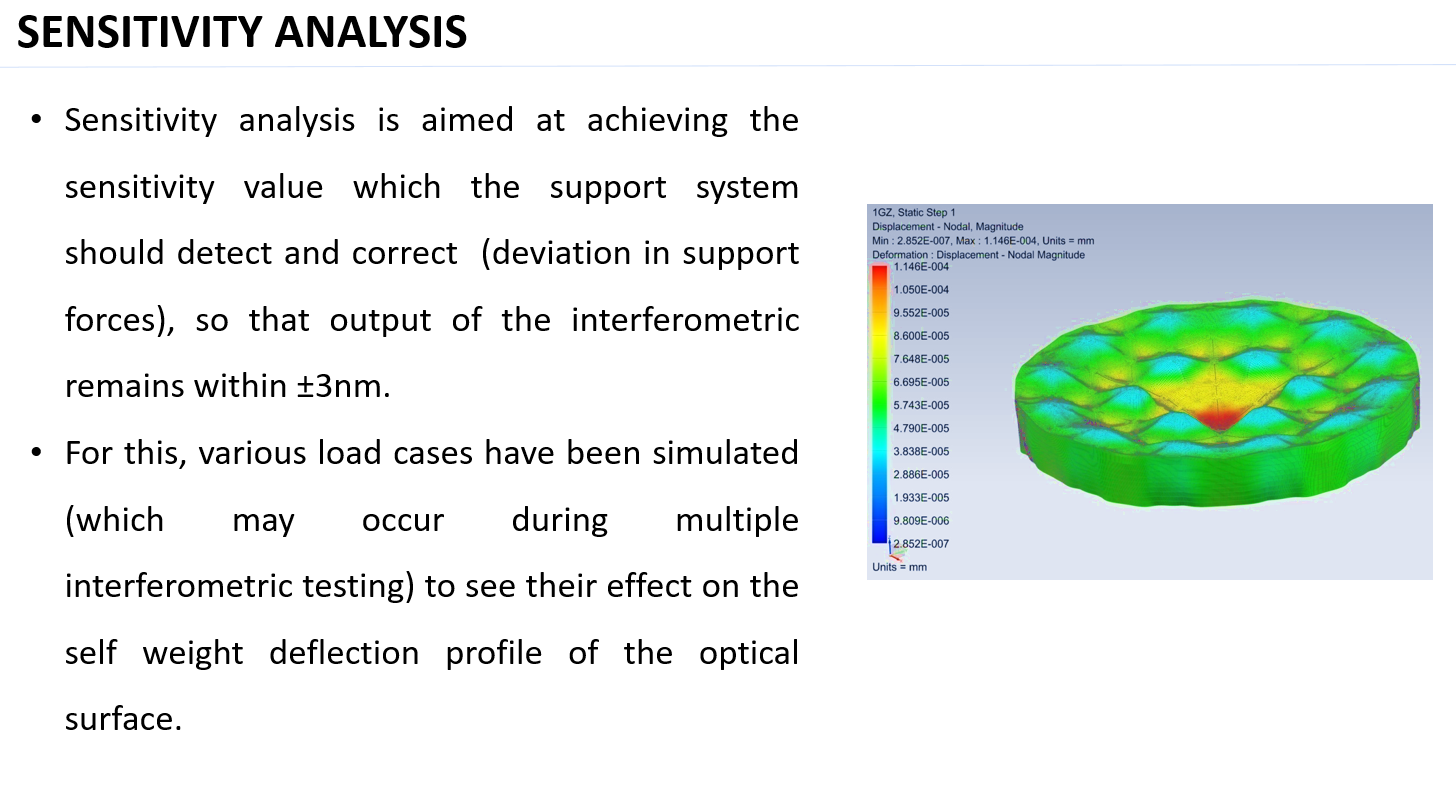 SENSITIVITY ANALYSIS
• Sensitivity analysis is aimed at achieving the
sensitivity value which the support system
should detect and correct (deviation in support
forces), so that output of the interferometric
remains within ±3nm.
• For this, various load cases have been simulated
(which may occur during multiple
interferometric testing) to see their effect on the
self weight deflection profile of the optical
surface.
1GZ, Static Step 1
Displacement - Nodal, Magnitude
Min : 2.852E-007, Max : 1.146E-004, Units = mm
Deformation : Displacement - Nodal Magnitude
1.146E-004
1.050E-004
9.552E-005
8.600E-005
7.648E-005
6.695E-005
5.743E-005
4.790E-005
3.838E-005
2.886E-005
1.933E-005
9.809E-006
2.852E-007
Units = mm